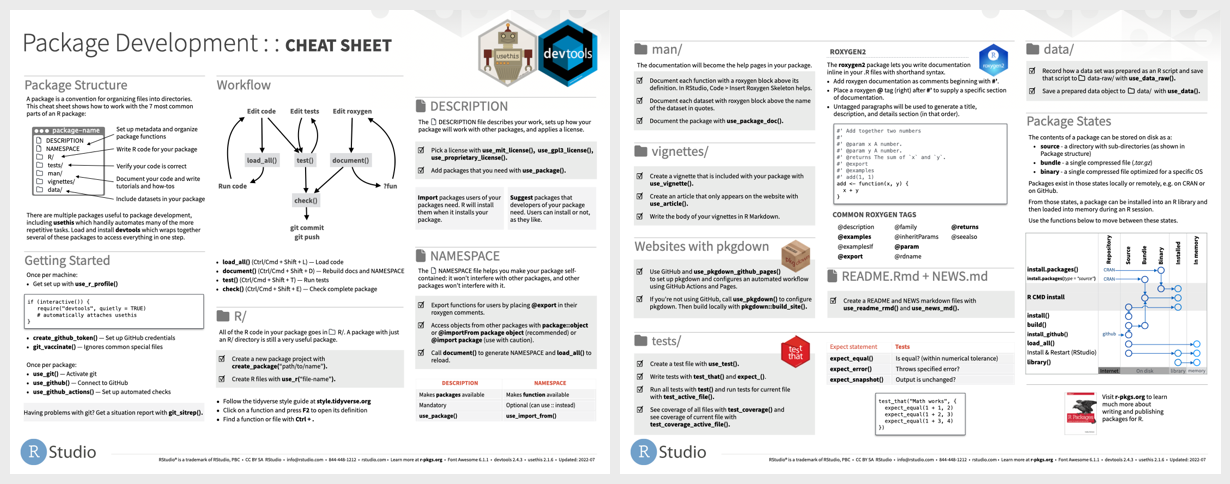 Package Development : : CHEAT SHEET
usethis
devtools
Package Structure
A package is a convention for organizing files into directories.
This cheat sheet shows how to work with the 7 most common
parts of an R package:
package-name
DESCRIPTION
NAMESPACE
R/
tests/
man/
vignettes/
data/
Set up metadata and organize
package functions
Write R code for your package
Verify your code is correct
Document your code and write
tutorials and how-tos
Include datasets in your package
There are multiple packages useful to package development,
including usethis which handily automates many of the more
repetitive tasks. Load and install devtools which wraps together
several of these packages to access everything in one step.
Getting Started
Once per machine:
• Get set up with use_r_profile()
if (interactive()) {
require("devtools", quietly = TRUE)
# automatically attaches usethis
}
• create_github_token() — Set up GitHub credentials
• git_vaccinate() — Ignores common special files
Once per package:
• use_git() — Activate git
• use_github() — Connect to GitHub
• use_github_actions() — Set up automated checks
Having problems with git? Get a situation report with git_sitrep().
Workflow
Edit code
Edit tests
Edit roxygen
load_all()
test()
document()
Run code
?fun
check()
git commit
git push
• load_all() (Ctrl/Cmd + Shift + L) — Load code
• document() (Ctrl/Cmd + Shift + D) — Rebuild docs and NAMESPACE
• test() (Ctrl/Cmd + Shift + T) — Run tests
• check() (Ctrl/Cmd + Shift + E) — Check complete package
R/
All of the R code in your package goes in R/. A package with just
an R/ directory is still a very useful package.
Create a new package project with
create_package("path/to/name").
Create R files with use_r("file-name").
• Follow the tidyverse style guide at style.tidyverse.org
• Click on a function and press F2 to open its definition
• Find a function or file with Ctrl + .
DESCRIPTION
The DESCRIPTION file describes your work, sets up how your
package will work with other packages, and applies a license.
Pick a license with use_mit_license(), use_gpl3_license(),
use_proprietary_license().
Add packages that you need with use_package().
Import packages users of your
packages need. R will install
them when it installs your
package.
Suggest packages that
developers of your package
need. Users can install or not,
as they like.
NAMESPACE
The NAMESPACE file helps you make your package self-
contained: it won't interfere with other packages, and other
packages won't interfere with it.
Export functions for users by placing @export in their
roxygen comments.
Access objects from other packages with package::object
or @importFrom package object (recommended) or
@import package (use with caution).
Call document() to generate NAMESPACE and load_all() to
reload.
DESCRIPTION NAMESPACE
Makes packages available Makes function available
Mandatory Optional (can use :: instead)
use_package() use_import_from()
R Studio
RStudio® is a trademark of RStudio, PBC • CC BY SA RStudio • info@rstudio.com • 844-448-1212 • rstudio.com • Learn more at r-pkgs.org • Font Awesome 6.1.1 • devtools 2.4.3 • usethis 2.1.6 • Updated: 2022-07
man/
The documentation will become the help pages in your package.
Document each function with a roxygen block above its
definition. In RStudio, Code > Insert Roxygen Skeleton helps.
Document each dataset with roxygen block above the name
of the dataset in quotes.
Document the package with use_package_doc().
vignettes/
Create a vignette that is included with your package with
use_vignette().
Create an article that only appears on the website with
use_article().
Write the body of your vignettes in R Markdown.
Websites with pkgdown
Use GitHub and use_pkgdown_github_pages()
to set up pkgdown and configures an automated workflow
using GitHub Actions and Pages.
If you're not using GitHub, call use_pkgdown() to configure
pkgdown. Then build locally with pkgdown::build_site().
tests/
test
that
Create a test file with use_test().
Write tests with test_that() and expect_().
Run all tests with test() and run tests for current file
with test_active_file().
See coverage of all files with test_coverage() and
see coverage of current file with
test_coverage_active_file().
ROXYGEN2
The roxygen2 package lets you write documentation
inline in your .R files with shorthand syntax.
• Add roxygen documentation as comments beginning with #'.
• Place a roxygen @ tag (right) after #' to supply a specific section
of documentation.
• Untagged paragraphs will be used to generate a title,
description, and details section (in that order).
#' Add together two numbers
#'
#' @param x A number.
#' @param y A number.
#' @returns The sum of `x` and `y`.
#' @export
#' @examples
#' add(1, 1)
add <- function(x, y) {
x + y
}
COMMON ROXYGEN TAGS
@description @family @returns
@examples @inheritParams @seealso
@examplesIf @param
@export @rdname
README.Rmd + NEWS.md
Create a README and NEWS markdown files with
use_readme_rmd() and use_news_md().
Expect statement Tests
expect_equal() Is equal? (within numerical tolerance)
expect_error() Throws specified error?
expect_snapshot() Output is unchanged?
test_that("Math works", {
expect_equal(1 + 1, 2)
expect_equal(1 + 2, 3)
expect_equal(1 + 3, 4)
})
data/
Record how a data set was prepared as an R script and save
that script to data-raw/ with use_data_raw().
Save a prepared data object to data/ with use_data().
Package States
The contents of a package can be stored on disk as a:
• source - a directory with sub-directories (as shown in
Package structure)
• bundle - a single compressed file (.tar.gz)
• binary - a single compressed file optimized for a specific OS
Packages exist in those states locally or remotely, e.g. on CRAN or
on GitHub.
From those states, a package can be installed into an R library and
then loaded into memory during an R session.
Use the functions below to move between these states.
Repository
Source
Bundle
Binary
Installed
In memory
install.packages() CRAN
install.packages(type = "source") CRAN
R CMD install
install()
build()
install_github() github
load_all()
Install & Restart (RStudio)
library()
Internet On disk library memory
R Packages
Visit r-pkgs.org to learn
much more about
writing and publishing
packages for R.
R Studio
RStudio® is a trademark of RStudio, PBC • CC BY SA RStudio • info@rstudio.com • 844-448-1212 • rstudio.com • Learn more at r-pkgs.org • Font Awesome 6.1.1 • devtools 2.4.3 • usethis 2.1.6 • Updated: 2022-07